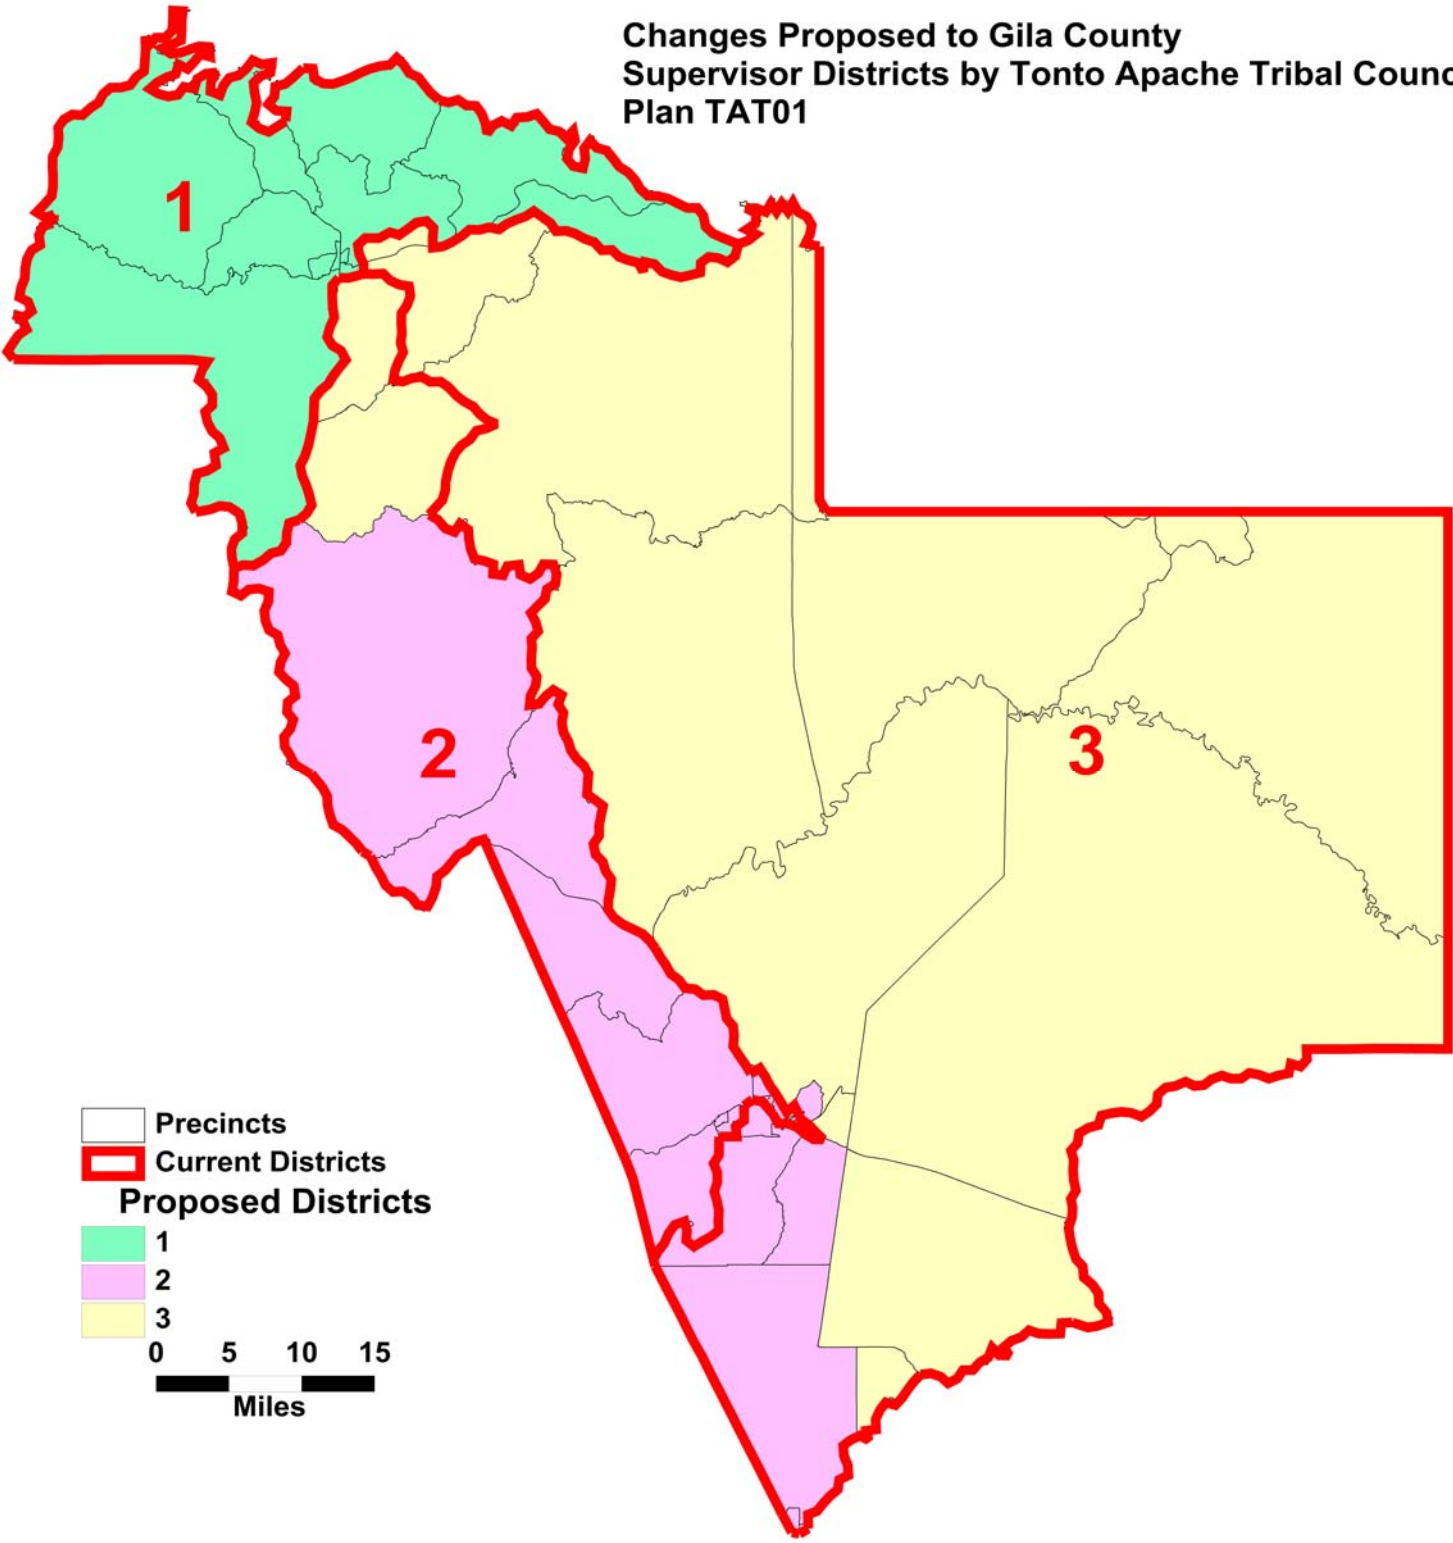 Changes Proposed to Gila County
Supervisor Districts by Tonto Apache Tribal Counc
Plan TAT01
1
2
3
Precincts
Current Districts
Proposed Districts
1
2
3
0 5 10 15
Miles